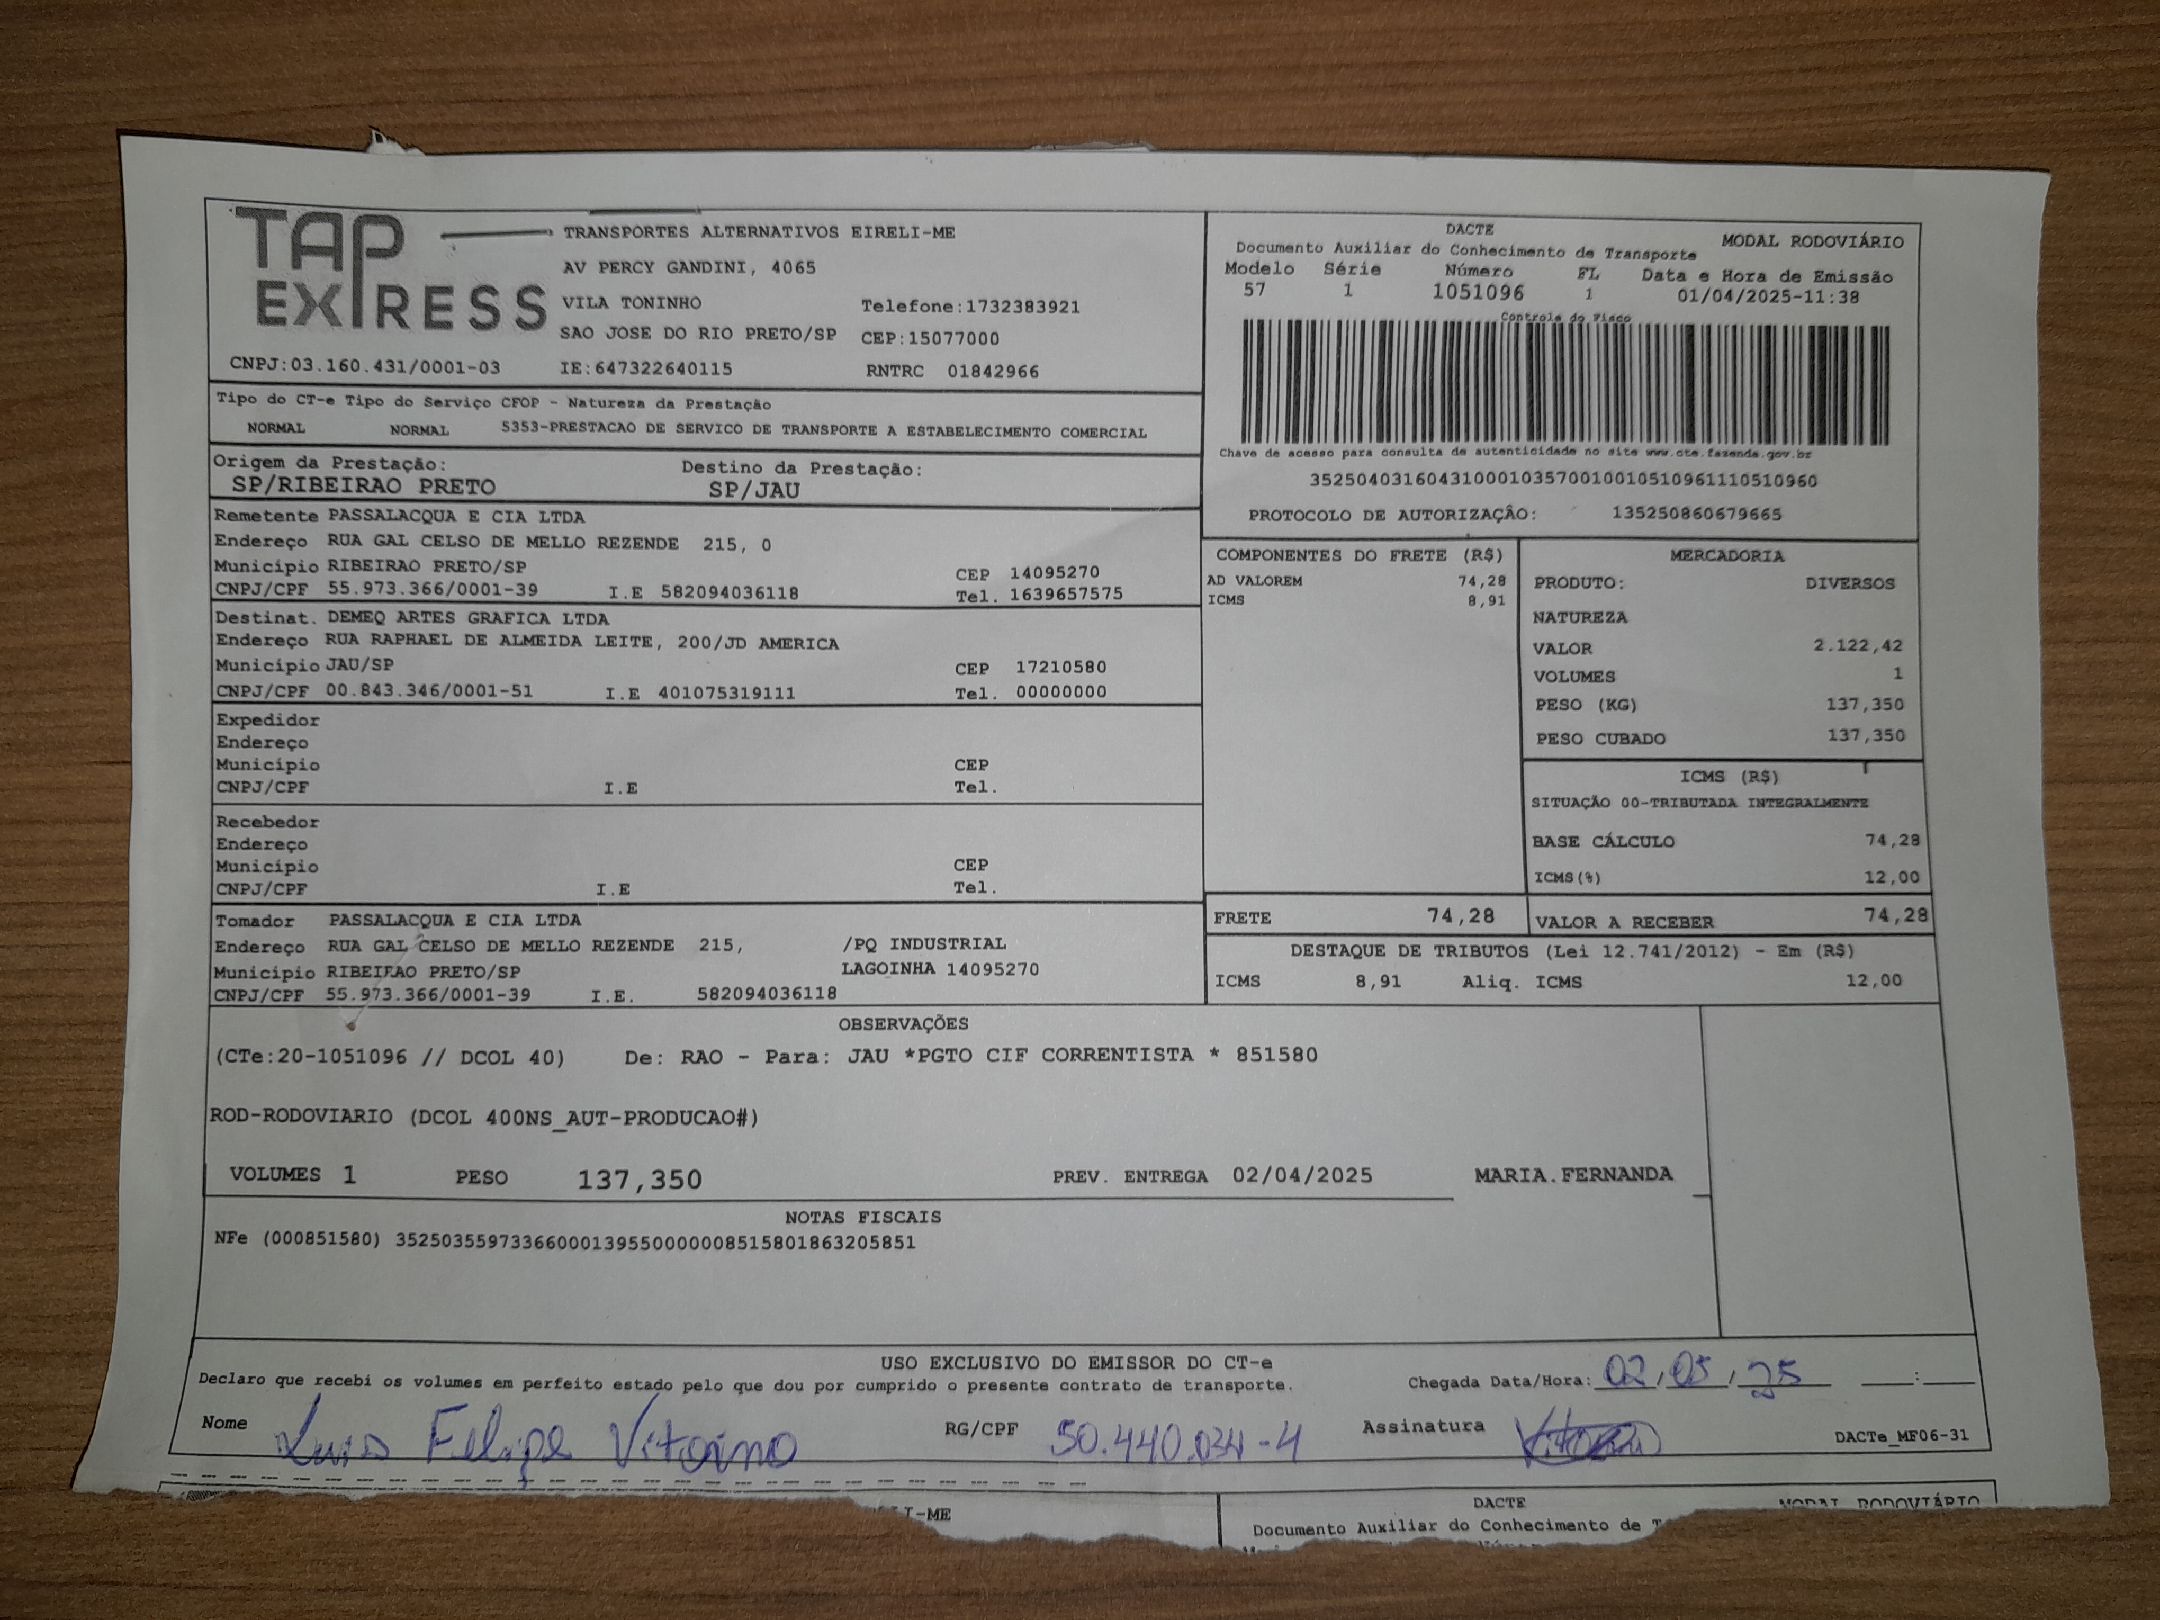 TAP EXPRESS
TRANSPORTES ALTERNATIVOS EIRELI-ME
AV PERCY GANDINI, 4065
VILA TONINHO Telefone:1732383921
SAO JOSE DO RIO PRETO/SP CEP:15077000
CNPJ:03.160.431/0001-03 IE:647322640115 RNTRC 01842966
DACTE
Documento Auxiliar do Conhecimento de Transporte MODAL RODOVIÁRIO
Modelo Série Número FL Data e Hora de Emissão
57 1 1051096 1 01/04/2025-11:38
Controle do Fisco
Chave de acesso para consulta de autenticidade no site www.cte.fazenda.gov.br
35250403160431000103570010010510961110510960
PROTOCOLO DE AUTORIZAÇÃO: 135250860679665
Tipo do CT-e Tipo do Serviço CFOP - Natureza da Prestação
NORMAL NORMAL 5353-PRESTACAO DE SERVICO DE TRANSPORTE A ESTABELECIMENTO COMERCIAL
Origem da Prestação: Destino da Prestação:
SP/RIBEIRAO PRETO SP/JAU
Remetente PASSALACQUA E CIA LTDA
Endereço RUA GAL CELSO DE MELLO REZENDE 215, 0
Município RIBEIRAO PRETO/SP CEP 14095270
CNPJ/CPF 55.973.366/0001-39 I.E 582094036118 Tel. 1639657575
Destinat. DEMEQ ARTES GRAFICA LTDA
Endereço RUA RAPHAEL DE ALMEIDA LEITE, 200/JD AMERICA
Município JAU/SP CEP 17210580
CNPJ/CPF 00.843.346/0001-51 I.E 401075319111 Tel. 00000000
Expedidor
Endereço
Município CEP
CNPJ/CPF I.E Tel.
Recebedor
Endereço
Município CEP
CNPJ/CPF I.E Tel.
Tomador PASSALACQUA E CIA LTDA
Endereço RUA GAL CELSO DE MELLO REZENDE 215, /PQ INDUSTRIAL
Município RIBEIRAO PRETO/SP LAGOINHA 14095270
CNPJ/CPF 55.973.366/0001-39 I.E. 582094036118
COMPONENTES DO FRETE (R$)
AD VALOREM 74,28
ICMS 8,91
MERCADORIA
PRODUTO: DIVERSOS
NATUREZA
VALOR 2.122,42
VOLUMES 1
PESO (KG) 137,350
PESO CUBADO 137,350
ICMS (R$)
SITUAÇÃO 00-TRIBUTADA INTEGRALMENTE
BASE CÁLCULO 74,28
ICMS(%) 12,00
FRETE 74,28 VALOR A RECEBER 74,28
DESTAQUE DE TRIBUTOS (Lei 12.741/2012) - Em (R$)
ICMS 8,91 Aliq. ICMS 12,00
OBSERVAÇÕES
(CTe:20-1051096 // DCOL 40) De: RAO - Para: JAU *PGTO CIF CORRENTISTA * 851580
ROD-RODOVIARIO (DCOL 400NS_AUT-PRODUCAO#)
VOLUMES 1 PESO 137,350 PREV. ENTREGA 02/04/2025 MARIA.FERNANDA
NOTAS FISCAIS
NFe (000851580) 35250355973366000139550000008515801863205851
USO EXCLUSIVO DO EMISSOR DO CT-e
Declaro que recebi os volumes em perfeito estado pelo que dou por cumprido o presente contrato de transporte. Chegada Data/Hora: 02/05/25 :
Nome Luis Felipe Vitorino RG/CPF 50.440.034-4 Assinatura
DACTe_MF06-31
LI-ME
DACTE
MODAL RODOVIÁRIO
Documento Auxiliar do Conhecimento de